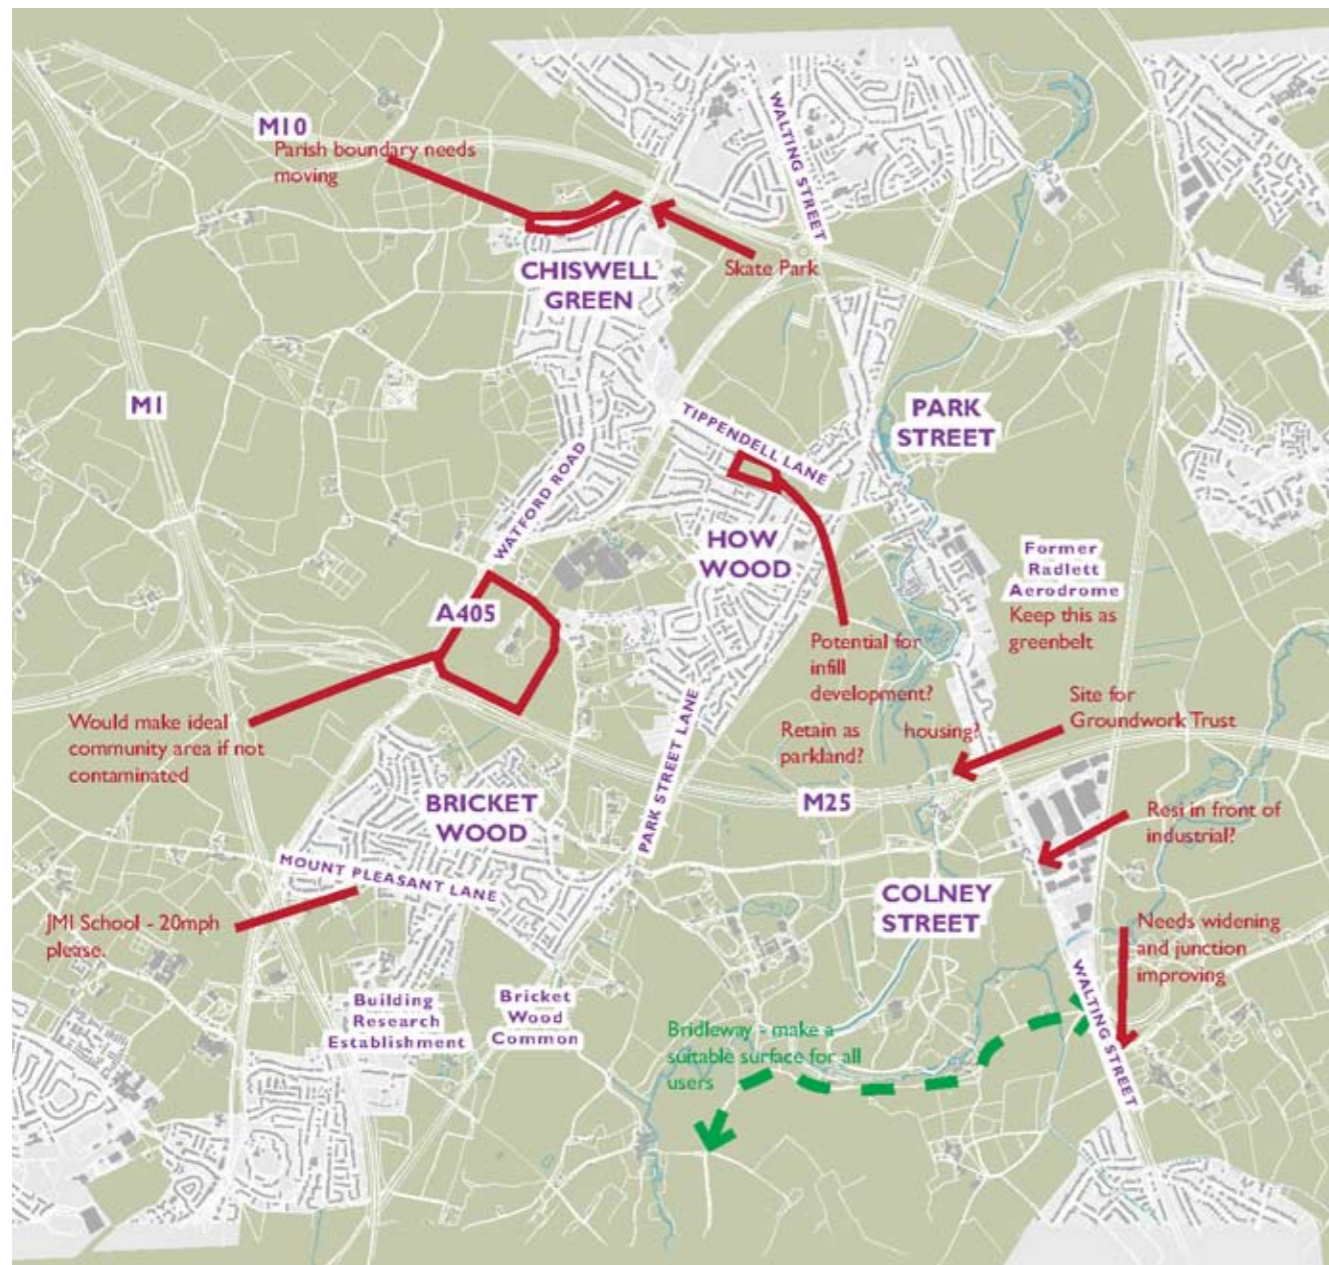 M10
Parish boundary needs
moving
WALTING STREET
Skate Park
CHISWELL
GREEN
M1
PARK
STREET
TIPPENDELL LANE
WATFORD ROAD
HOW
WOOD
Former
Radlett
Aerodrome
Keep this as
greenbelt
A405
Potential for
infill
development?
Retain as
parkland?
housing?
Site for
Groundwork Trust
Would make ideal
community area if not
contaminated
PARK STREET LANE
M25
BRICKET
WOOD
Resi in front of
industrial?
MOUNT PLEASANT LANE
COLNEY
STREET
JMI School - 20mph
please.
Needs widening
and junction
improving
WALTING STREET
Building
Research
Establishment
Bricket
Wood
Common
Bridleway - make a
suitable surface for all
users